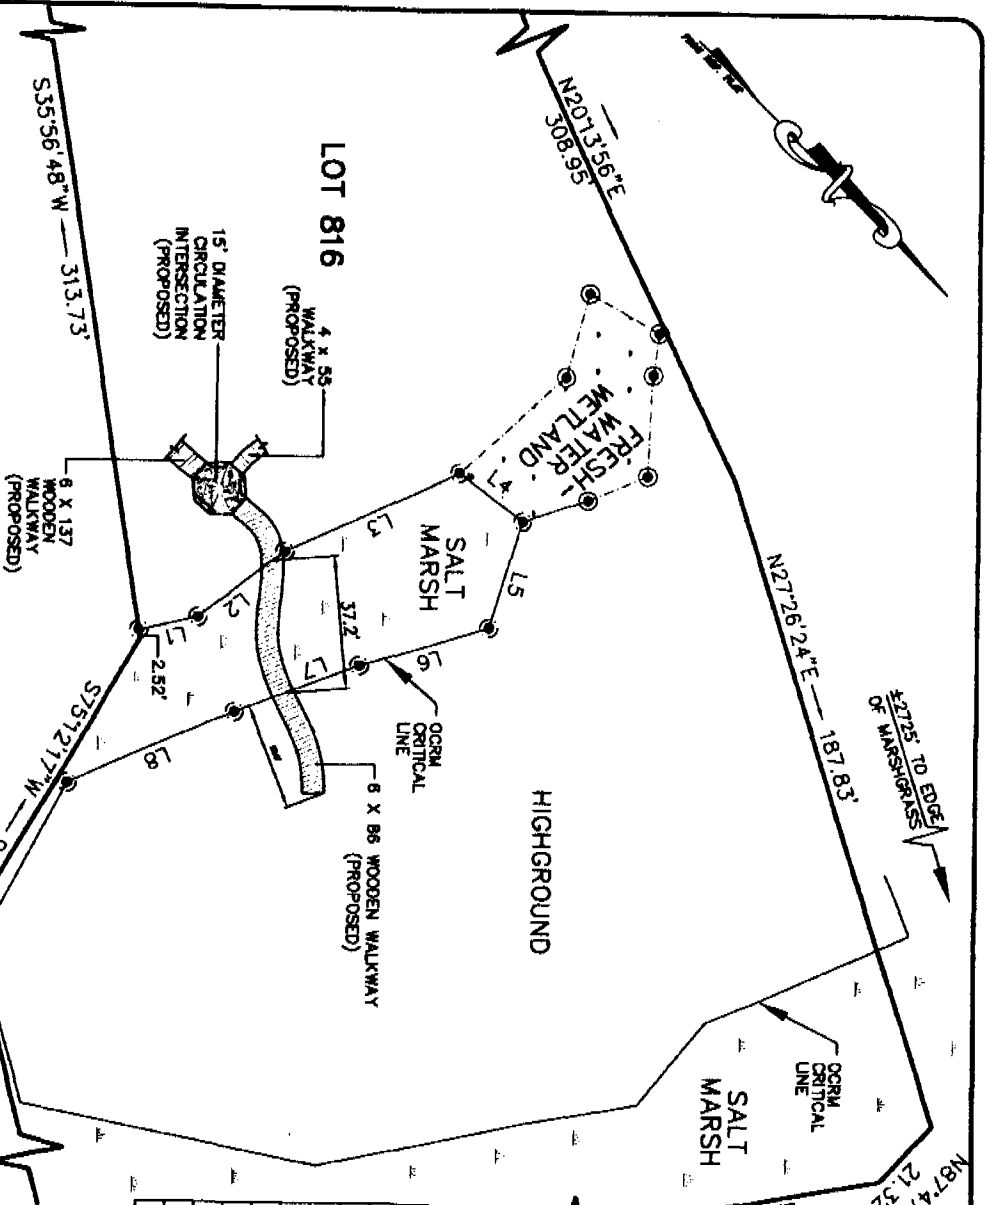 N20°13'56"E
308.95'
S35°56'48"W — 313.73'
LOT 816
15' DIAMETER
CIRCULATION
INTERSECTION
(PROPOSED)
4 x 55
WALKWAY
(PROPOSED)
FRESH
WATER
WETLAND
L4
L3
SALT
MARSH
L5
6 X 137
WOODEN
WALKWAY
(PROPOSED)
L2
L1
37.2'
L7
L6
2.52'
N27°26'24"E — 187.83'
±2725' TO EDGE
OF MARSHGRASS
S75°12'17"W —
L8
OCRM
CRITICAL
LINE
6 X 86 WOODEN WALKWAY
(PROPOSED)
HIGHGROUND
OCRM
CRITICAL
LINE
SALT
MARSH